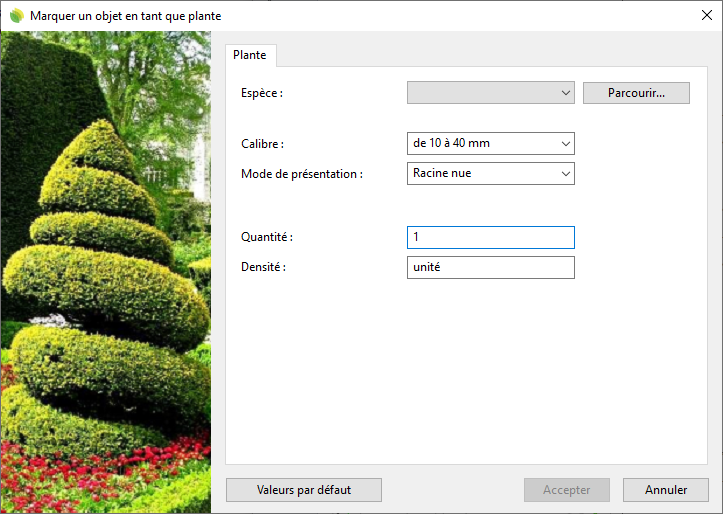 Marquer un objet en tant que plante
Plante
Espèce :
Parcourir...
Calibre :
de 10 à 40 mm
Mode de présentation :
Racine nue
Quantité :
1
Densité :
unité
Valeurs par défaut
Accepter
Annuler